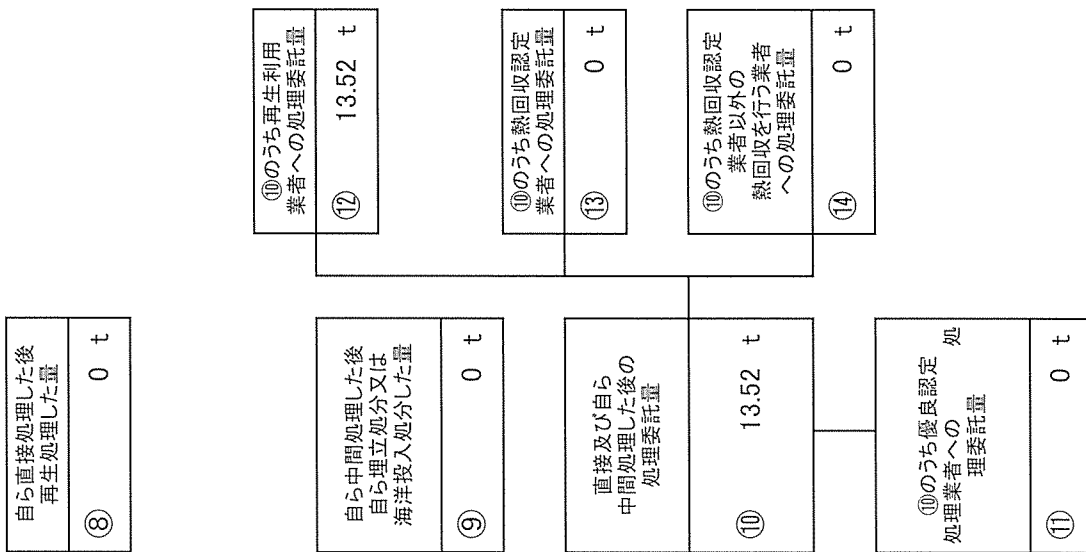 自ら直接処理した後
再生処理した量
⑧ 0 t
自ら中間処理した後
自ら埋立処分又は
海洋投入処分した量
⑨ 0 t
直接及び自ら
中間処理した後の
処理委託量
⑩ 13.52 t
⑩のうち優良認定
処理業者への 処
理委託量
⑪ 0 t
⑩のうち再生利用
業者への処理委託量
⑫ 13.52 t
⑩のうち熱回収認定
業者への処理委託量
⑬ 0 t
⑩のうち熱回収認定
業者以外の
熱回収を行う業者
への処理委託量
⑭ 0 t